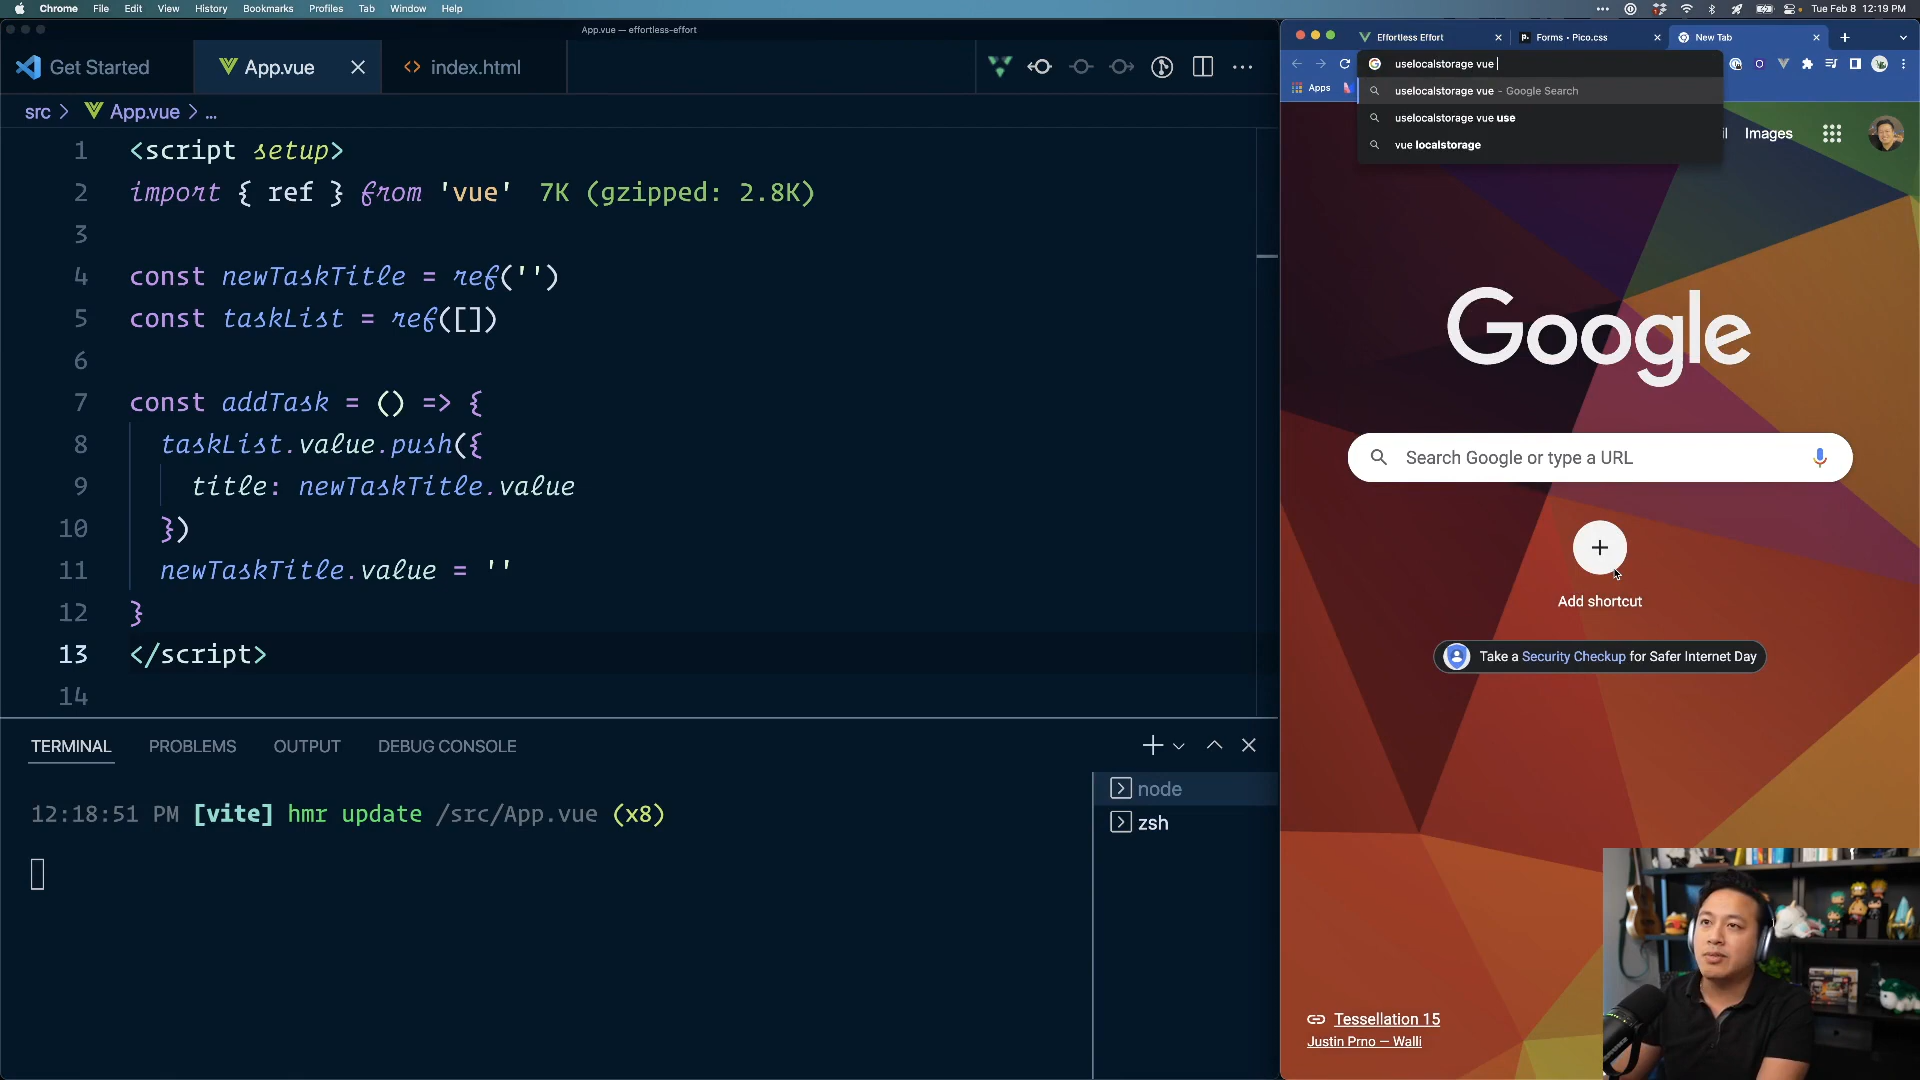 Chrome File Edit View History Bookmarks Profiles Tab Window Help
Tue Feb 8 12:19 PM
App.vue — effortless-effort
Get Started
App.vue
index.html
src > App.vue > ...
1 <script setup>
2 import { ref } from 'vue' 7K (gzipped: 2.8K)
3
4 const newTaskTitle = ref('')
5 const taskList = ref([])
6
7 const addTask = () => {
8 taskList.value.push({
9 title: newTaskTitle.value
10 })
11 newTaskTitle.value = ''
12 }
13 </script>
14
TERMINAL PROBLEMS OUTPUT DEBUG CONSOLE
12:18:51 PM [vite] hmr update /src/App.vue (x8)
node
zsh
Effortless Effort
Forms • Pico.css
New Tab
uselocalstorage vue
Apps
uselocalstorage vue - Google Search
uselocalstorage vue use
vue localstorage
Images
Google
Search Google or type a URL
Add shortcut
Take a Security Checkup for Safer Internet Day
Tessellation 15
Justin Prno — Walli